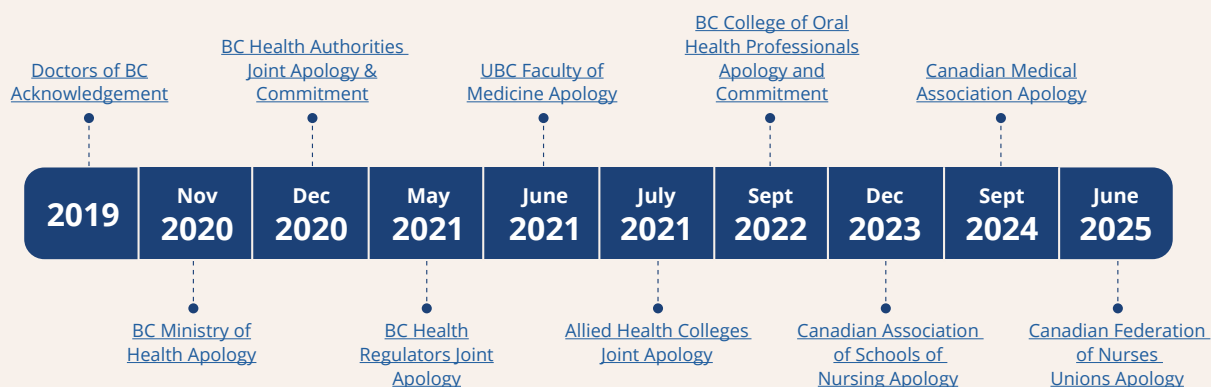 Doctors of BC
Acknowledgement
BC Health Authorities
Joint Apology &
Commitment
UBC Faculty of
Medicine Apology
BC College of Oral
Health Professionals
Apology and
Commitment
Canadian Medical
Association Apology
2019
Nov
2020
Dec
2020
May
2021
June
2021
July
2021
Sept
2022
Dec
2023
Sept
2024
June
2025
BC Ministry of
Health Apology
BC Health
Regulators Joint
Apology
Allied Health Colleges
Joint Apology
Canadian Association
of Schools of
Nursing Apology
Canadian Federation
of Nurses
Unions Apology